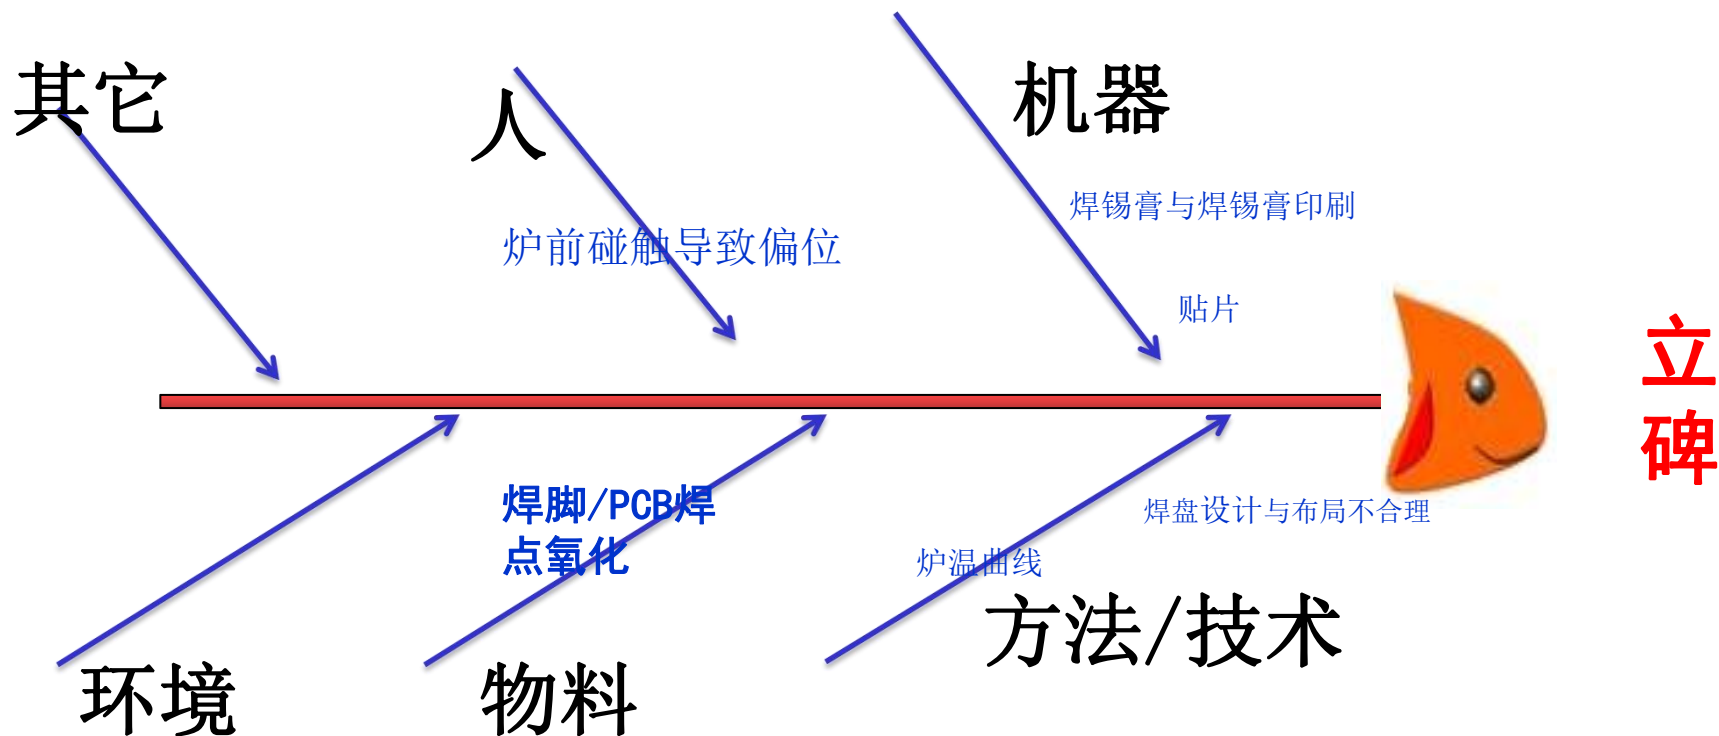 其它
人
机器
焊锡膏与焊锡膏印刷
炉前碰触导致偏位
贴片
立
碑
焊脚/PCB焊
点氧化
焊盘设计与布局不合理
炉温曲线
方法/技术
环境
物料